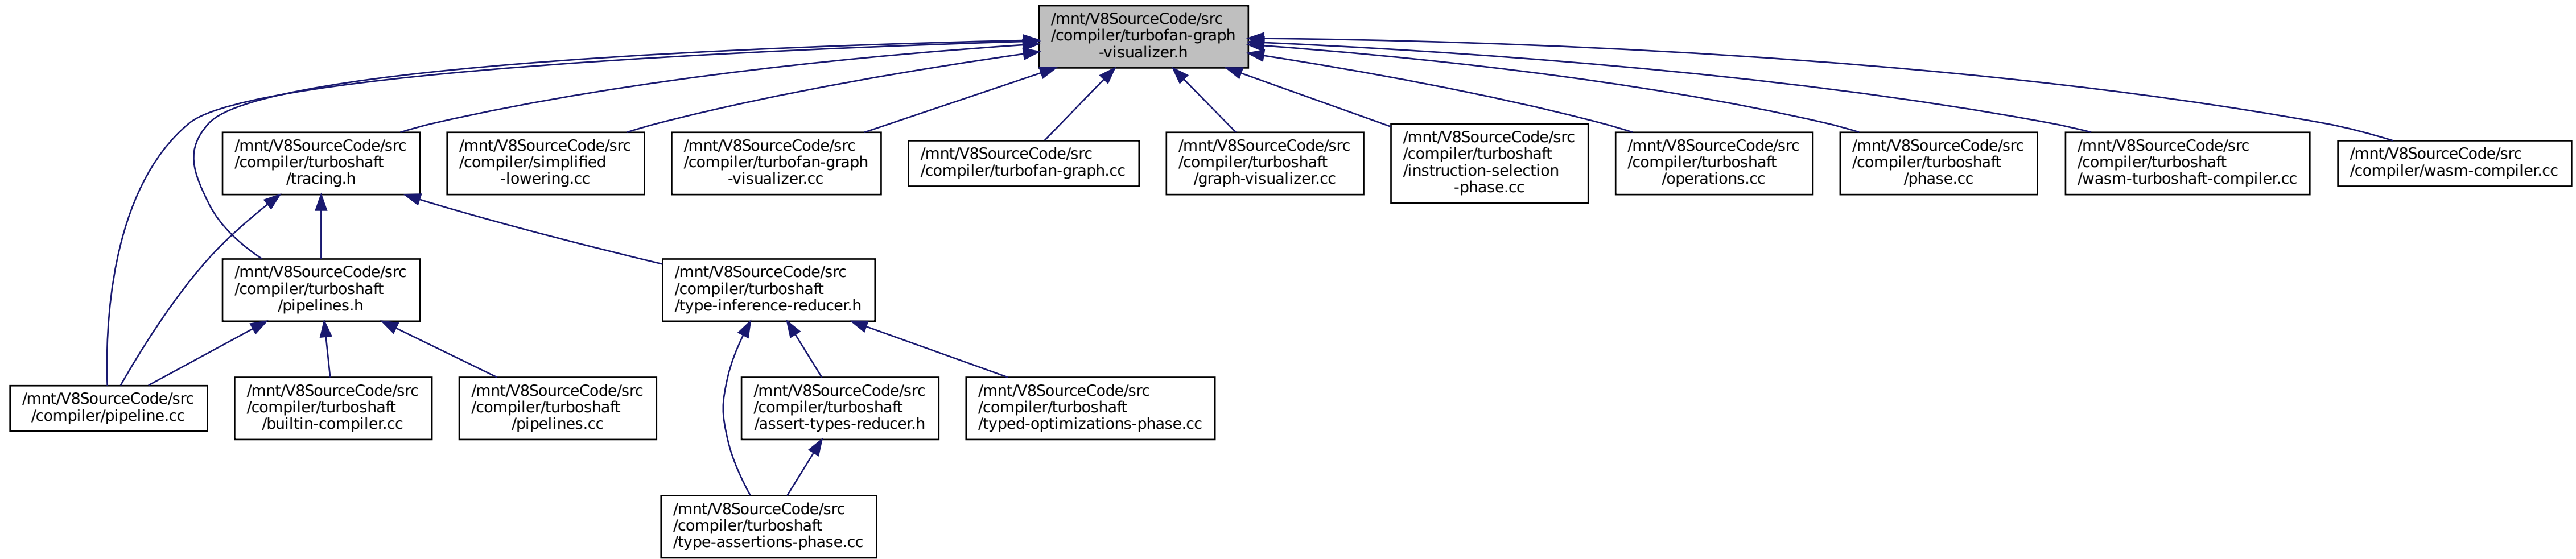 /mnt/V8SourceCode/src
/compiler/turbofan-graph
-visualizer.h
/mnt/V8SourceCode/src
/compiler/turboshaft
/tracing.h
/mnt/V8SourceCode/src
/compiler/simplified
-lowering.cc
/mnt/V8SourceCode/src
/compiler/turbofan-graph
-visualizer.cc
/mnt/V8SourceCode/src
/compiler/turbofan-graph.cc
/mnt/V8SourceCode/src
/compiler/turboshaft
/graph-visualizer.cc
/mnt/V8SourceCode/src
/compiler/turboshaft
/instruction-selection
-phase.cc
/mnt/V8SourceCode/src
/compiler/turboshaft
/operations.cc
/mnt/V8SourceCode/src
/compiler/turboshaft
/phase.cc
/mnt/V8SourceCode/src
/compiler/turboshaft
/wasm-turboshaft-compiler.cc
/mnt/V8SourceCode/src
/compiler/wasm-compiler.cc
/mnt/V8SourceCode/src
/compiler/turboshaft
/pipelines.h
/mnt/V8SourceCode/src
/compiler/turboshaft
/type-inference-reducer.h
/mnt/V8SourceCode/src
/compiler/pipeline.cc
/mnt/V8SourceCode/src
/compiler/turboshaft
/builtin-compiler.cc
/mnt/V8SourceCode/src
/compiler/turboshaft
/pipelines.cc
/mnt/V8SourceCode/src
/compiler/turboshaft
/assert-types-reducer.h
/mnt/V8SourceCode/src
/compiler/turboshaft
/typed-optimizations-phase.cc
/mnt/V8SourceCode/src
/compiler/turboshaft
/type-assertions-phase.cc